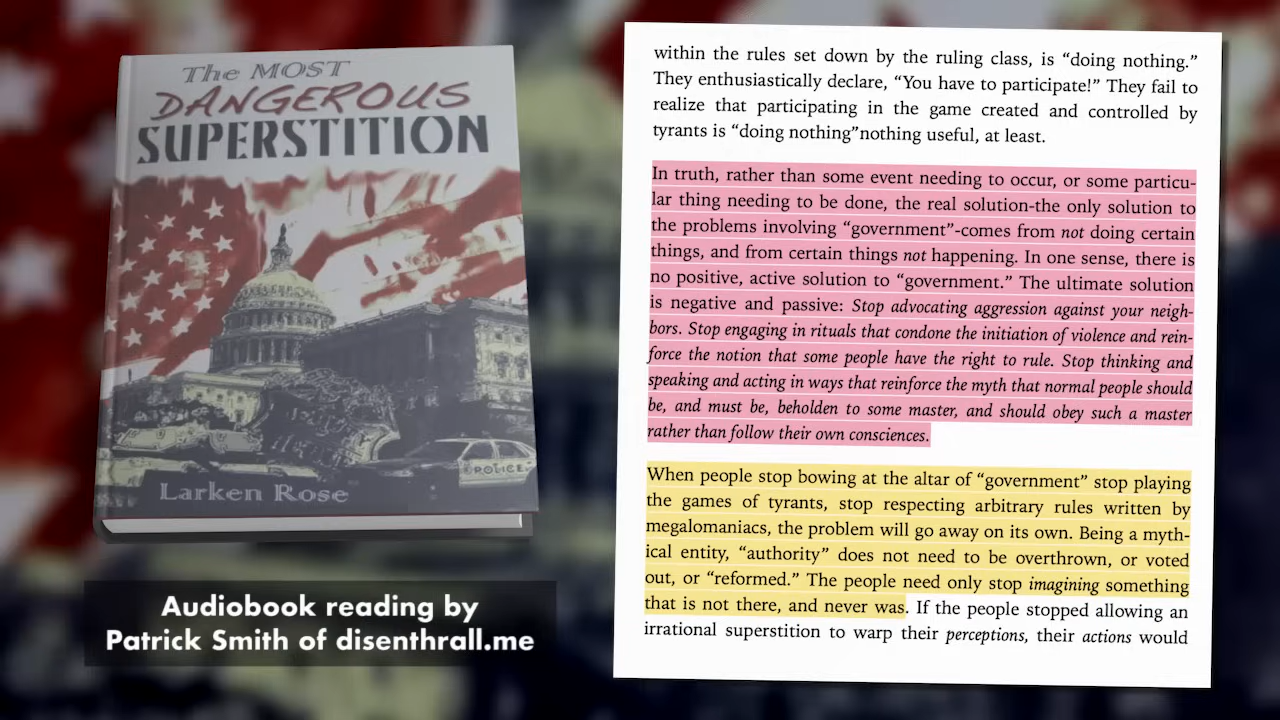 The MOST
DANGEROUS
SUPERSTITION
POLICE
Larken Rose
Audiobook reading by
Patrick Smith of disenthrall.me
within the rules set down by the ruling class, is “doing nothing.”
They enthusiastically declare, “You have to participate!” They fail to
realize that participating in the game created and controlled by
tyrants is “doing nothing”nothing useful, at least.
In truth, rather than some event needing to occur, or some particu-
lar thing needing to be done, the real solution-the only solution to
the problems involving “government”-comes from not doing certain
things, and from certain things not happening. In one sense, there is
no positive, active solution to “government.” The ultimate solution
is negative and passive: Stop advocating aggression against your neigh-
bors. Stop engaging in rituals that condone the initiation of violence and rein-
force the notion that some people have the right to rule. Stop thinking and
speaking and acting in ways that reinforce the myth that normal people should
be, and must be, beholden to some master, and should obey such a master
rather than follow their own consciences.
When people stop bowing at the altar of “government” stop playing
the games of tyrants, stop respecting arbitrary rules written by
megalomaniacs, the problem will go away on its own. Being a myth-
ical entity, “authority” does not need to be overthrown, or voted
out, or “reformed.” The people need only stop imagining something
that is not there, and never was. If the people stopped allowing an
irrational superstition to warp their perceptions, their actions would